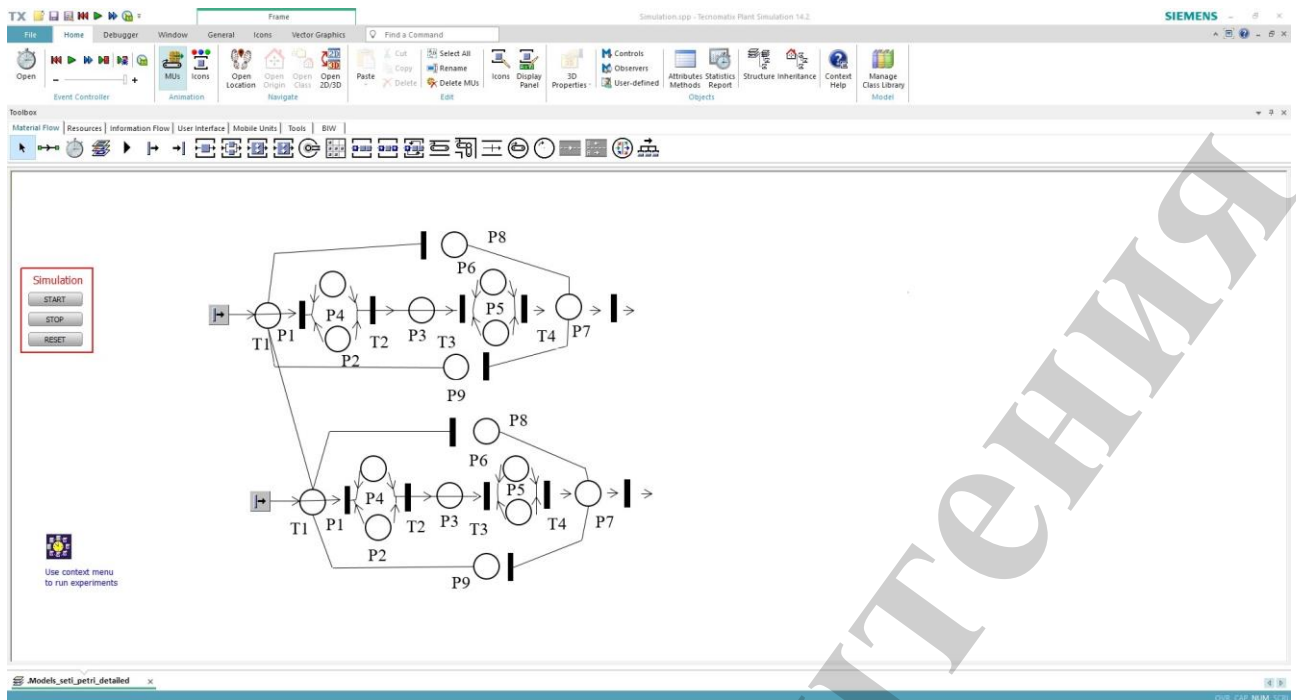 TX
Frame
Simulation.spp - Tecnomatix Plant Simulation 14.2
SIEMENS
File Home Debugger Window General Icons Vector Graphics Find a Command
Open
Event Controller
MUs Icons
Animation
Open Location Open Origin Open Class Open 2D/3D
Navigate
Paste
Cut
Copy
Delete
Select All
Rename
Delete MUs
Icons Display Panel
Edit
3D Properties
Controls
Observers
User-defined
Attributes Methods Statistics Report Structure Inheritance
Objects
Context Help
Manage Class Library
Model
Toolbox
Material Flow Resources Information Flow User Interface Mobile Units Tools BIW
Simulation
START
STOP
RESET
P8
P6
P4 P5
T1 P1 T2 P3 T3 T4 P7
P2
P9
P8
P6
P4 P5
T1 P1 T2 P3 T3 T4 P7
P2
P9
Use context menu
to run experiments
.Models_seti_petri_detailed
OVR CAP NUM SCRL
тения